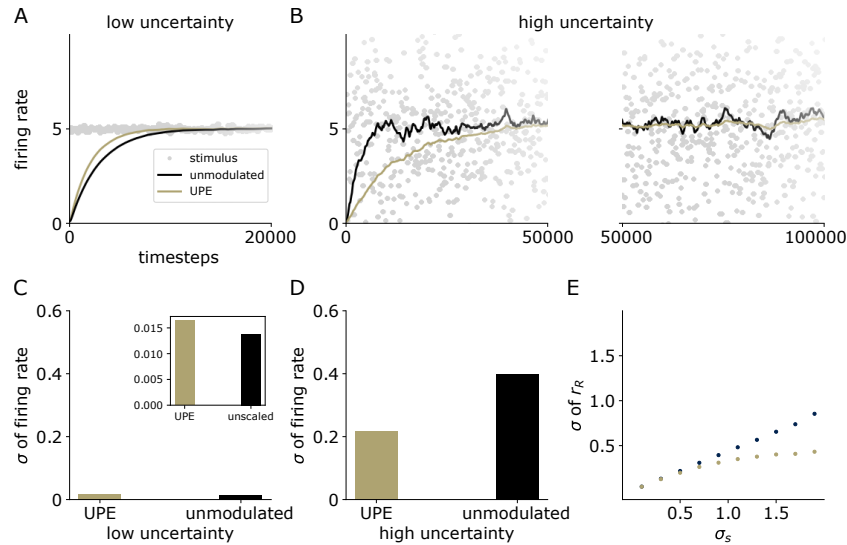 A
low uncertainty
firing rate
5
0
0
20000
timesteps
stimulus
unmodulated
UPE
B
high uncertainty
0
50000
50000
100000
C
σ of firing rate
0.6
0.4
0.2
0
UPE
unmodulated
low uncertainty
0.015
0.010
0.005
0.000
UPE
unscaled
D
σ of firing rate
0.6
0.4
0.2
0
UPE
unmodulated
high uncertainty
E
σ of r_R
1.5
1.0
0.5
0.5
1.0
1.5
σ_s